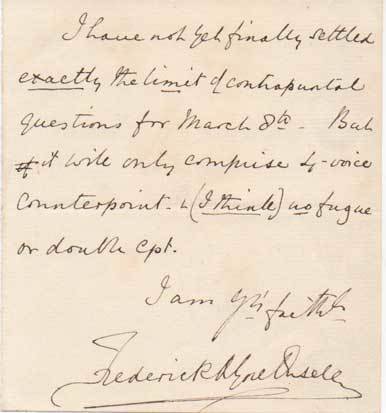 I have not yet finally settled
exactly the limit of contrapuntal
questions for March 8th. But
it will only comprise 4-voice
Counterpoint - & (I think) no fugue
or double cpt.
I am Yrs faithfy
Frederick A Gore Ouseley